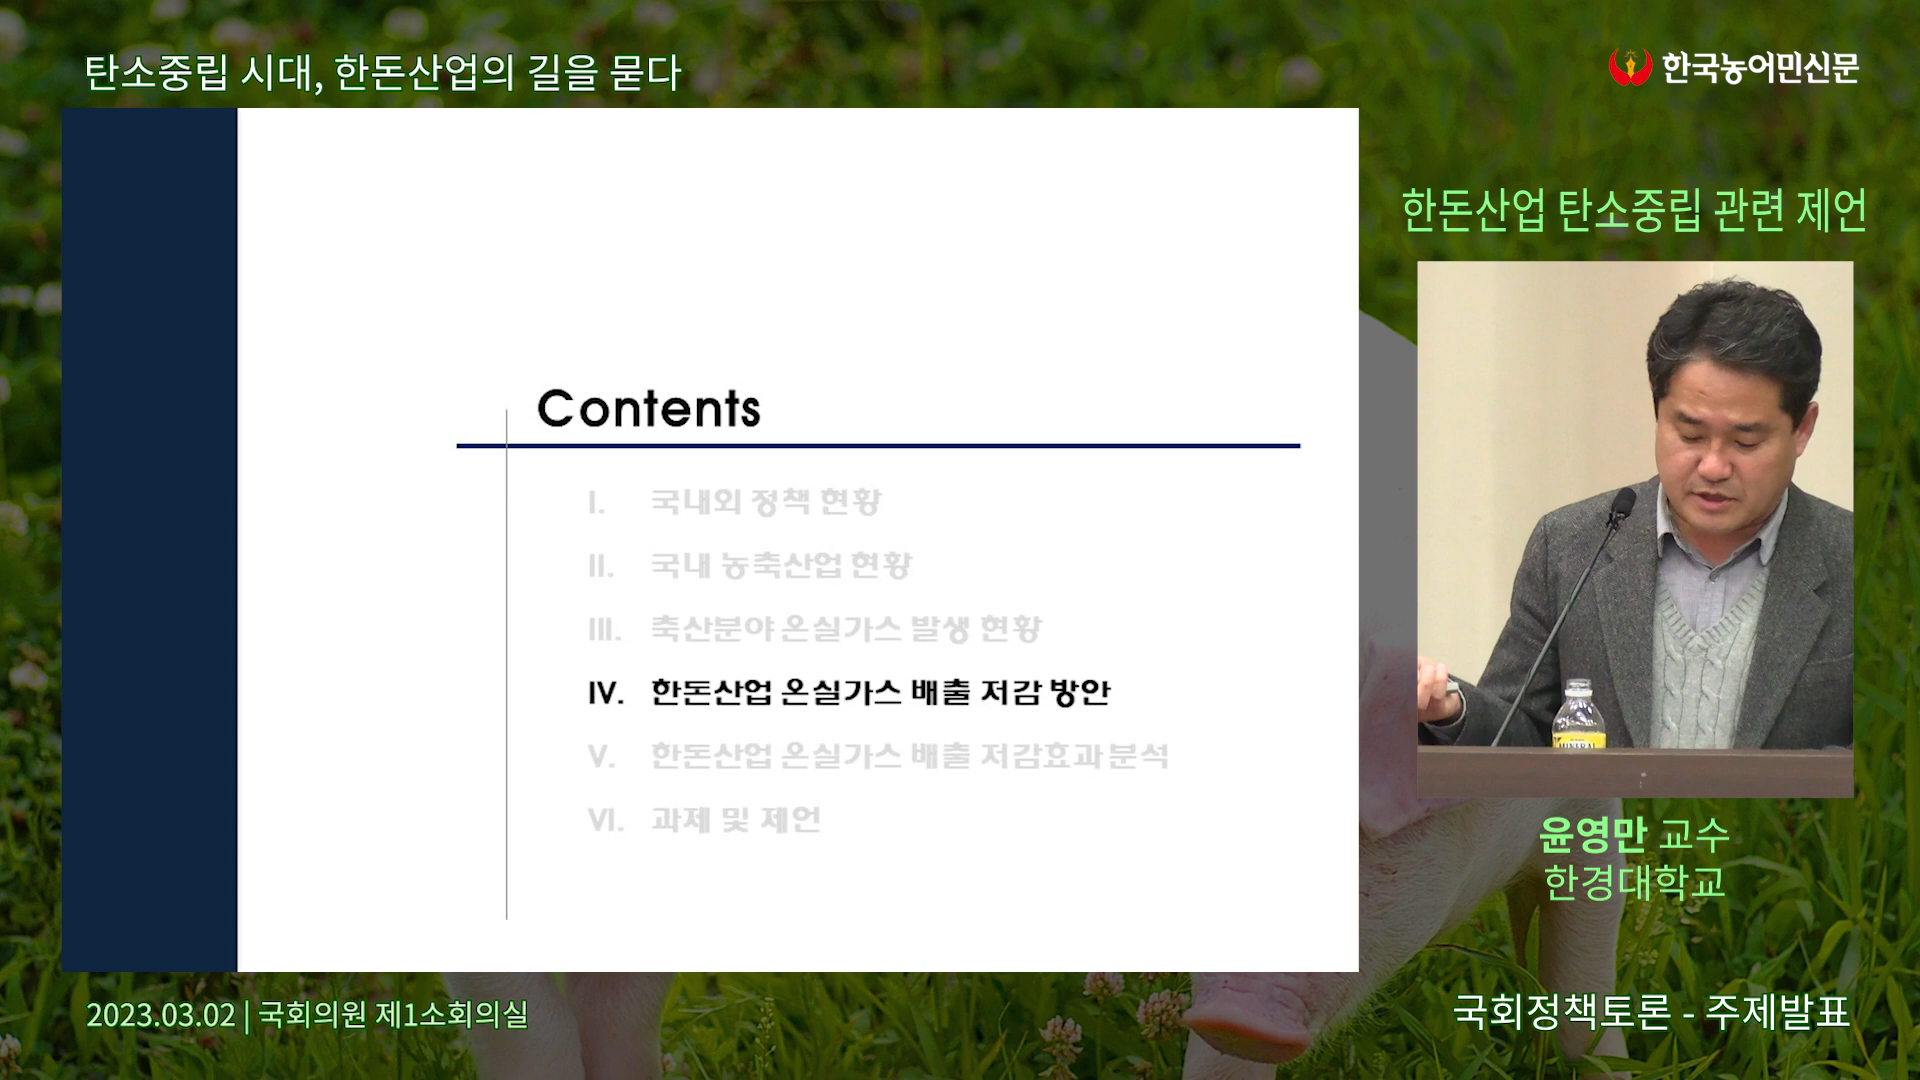 탄소중립 시대, 한돈산업의 길을 묻다
한국농어민신문
한돈산업 탄소중립 관련 제언
Contents
I. 국내외 정책 현황
II. 국내 농축산업 현황
III. 축산분야 온실가스 발생 현황
IV. 한돈산업 온실가스 배출 저감 방안
V. 한돈산업 온실가스 배출 저감효과분석
VI. 과제 및 제언
MINERAL
윤영만 교수
한경대학교
2023.03.02 | 국회의원 제1소회의실
국회정책토론 - 주제발표